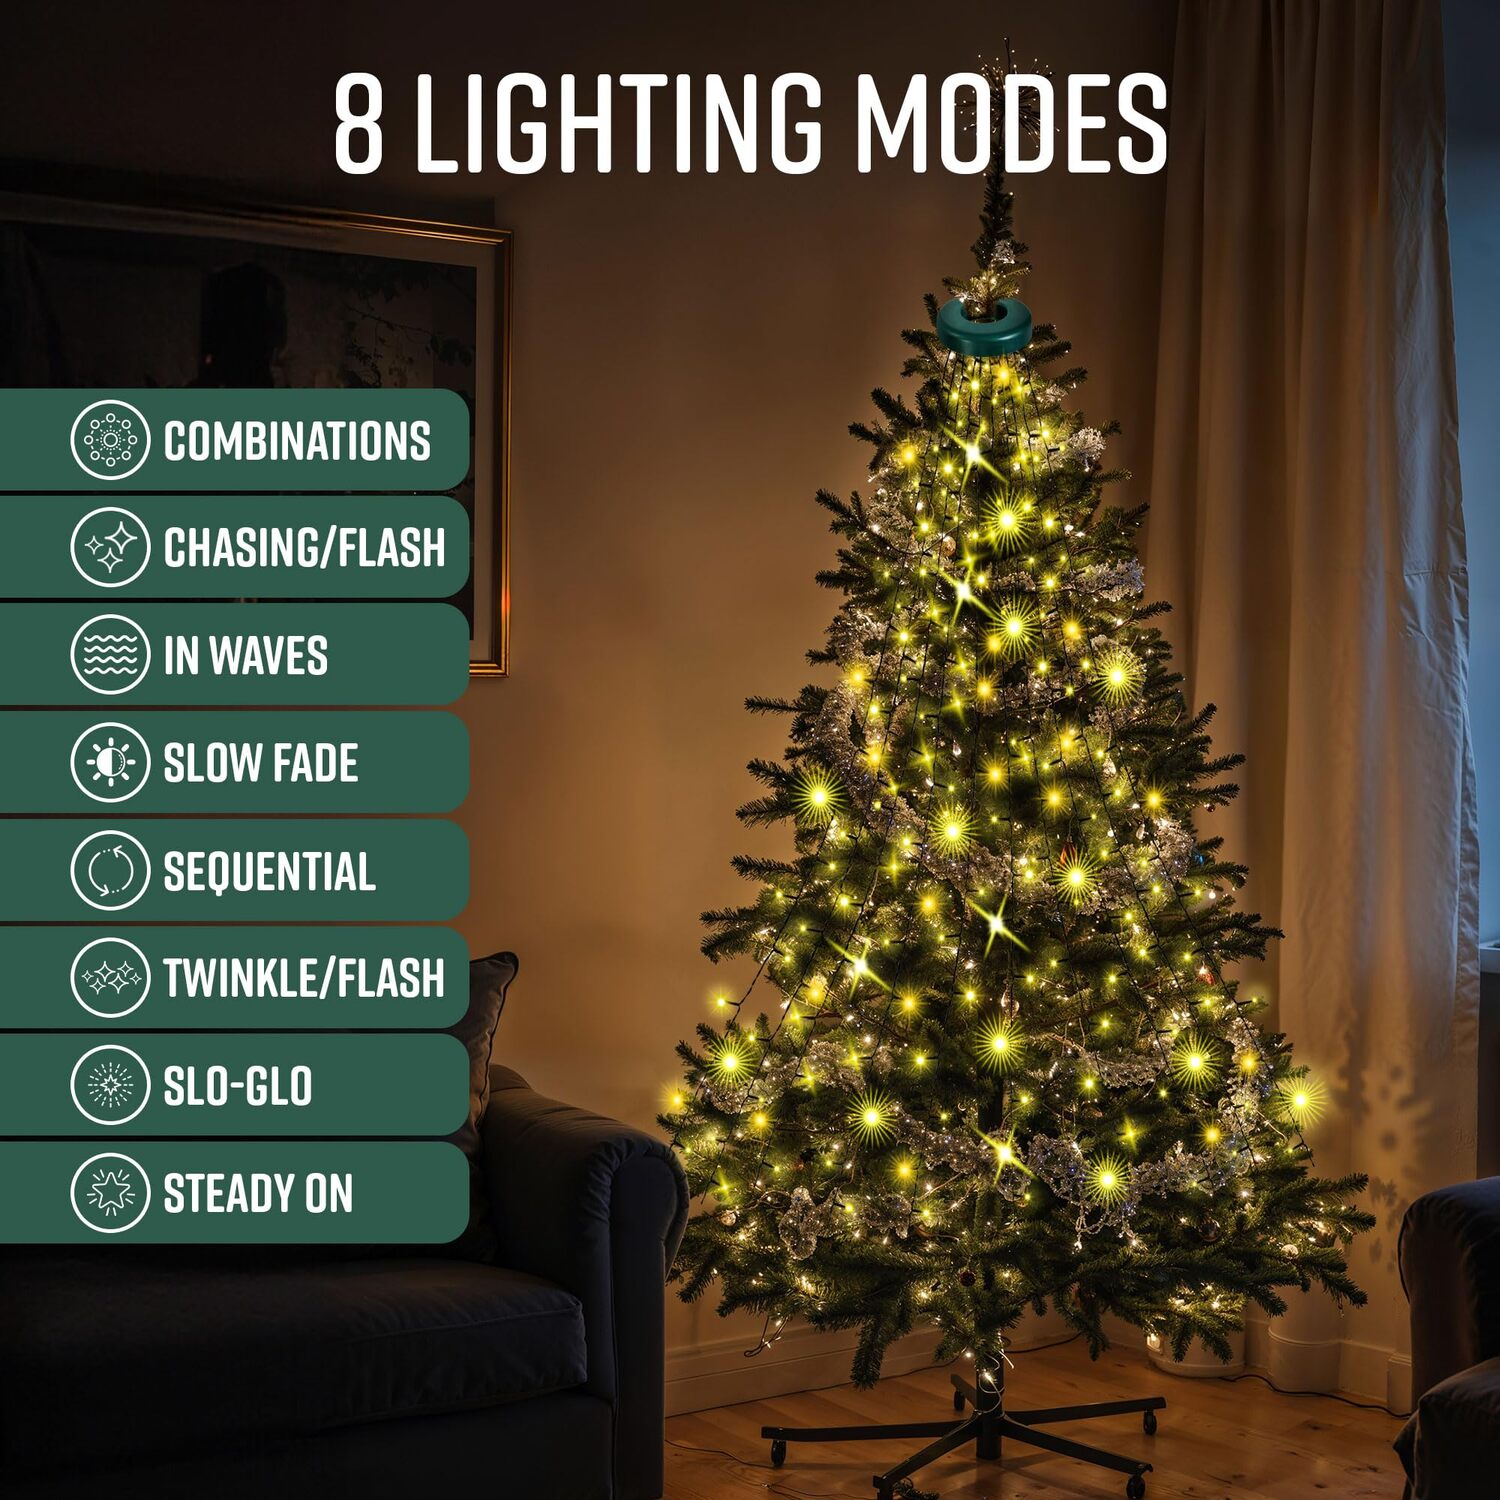 8 LIGHTING MODES
COMBINATIONS
CHASING/FLASH
IN WAVES
SLOW FADE
SEQUENTIAL
TWINKLE/FLASH
SLO-GLO
STEADY ON